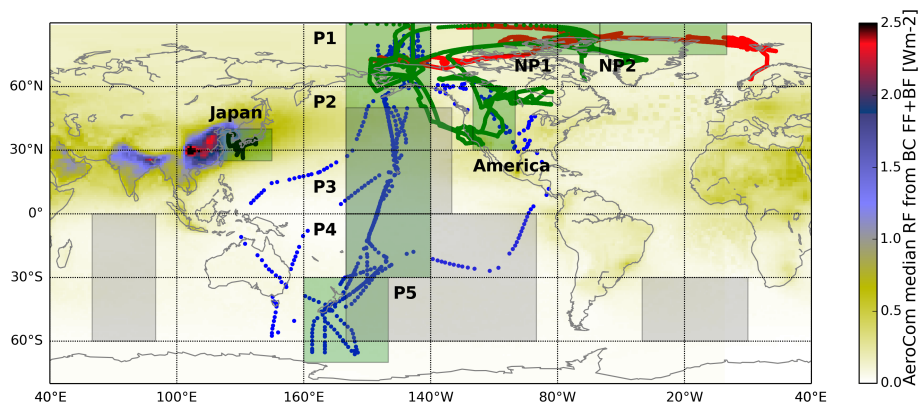 P1
NP1
NP2
P2
Japan
America
P3
P4
P5
60°N
30°N
0°
30°S
60°S
40°E
100°E
160°E
140°W
80°W
20°W
40°E
2.5
2.0
1.5
1.0
0.5
0.0
AeroCom median RF from BC FF+BF [Wm-2]